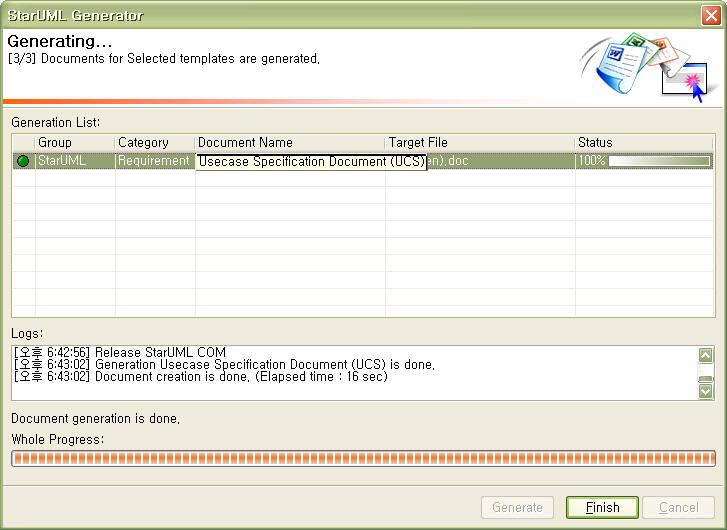 StarUML Generator
Generating...
[3/3] Documents for Selected templates are generated.
Generation List:
Group Category Document Name Target File Status
StarUML Requirement Usecase Specification Document (UCS) en).doc 100%
Logs:
[오후 6:42:56] Release StarUML COM
[오후 6:43:02] Generation Usecase Specification Document (UCS) is done.
[오후 6:43:02] Document creation is done. (Elapsed time : 16 sec)
Document generation is done.
Whole Progress:
Generate Finish Cancel